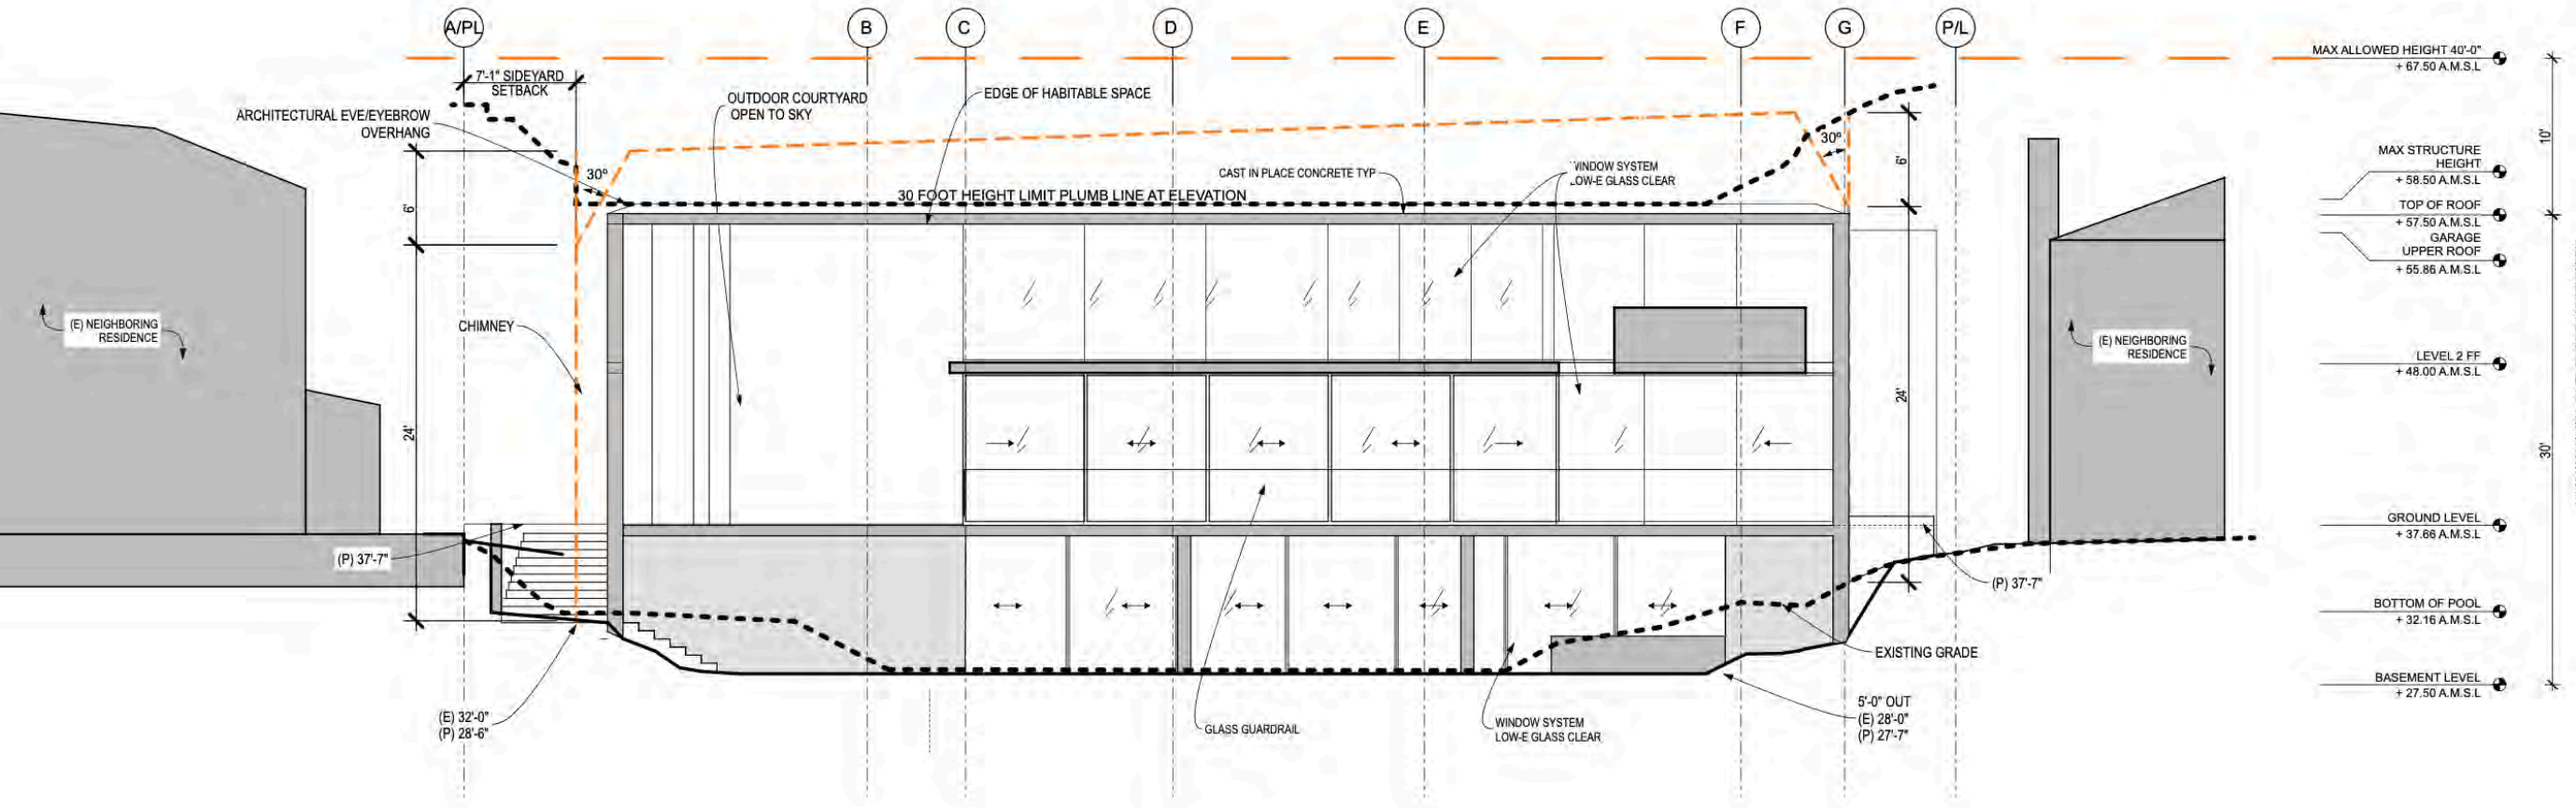 A/PL
B
C
D
E
F
G
P/L
MAX ALLOWED HEIGHT 40'-0"
+ 67.50 A.M.S.L
7'-1" SIDEYARD
SETBACK
ARCHITECTURAL EVE/EYEBROW
OVERHANG
OUTDOOR COURTYARD
OPEN TO SKY
EDGE OF HABITABLE SPACE
30°
30 FOOT HEIGHT LIMIT PLUMB LINE AT ELEVATION
CAST IN PLACE CONCRETE TYP
WINDOW SYSTEM
LOW-E GLASS CLEAR
30°
6'
6'
10'
MAX STRUCTURE
HEIGHT
+ 58.50 A.M.S.L
TOP OF ROOF
+ 57.50 A.M.S.L
GARAGE
UPPER ROOF
+ 55.86 A.M.S.L
(E) NEIGHBORING
RESIDENCE
CHIMNEY
(E) NEIGHBORING
RESIDENCE
LEVEL 2 FF
+ 48.00 A.M.S.L
24'
24'
30'
GROUND LEVEL
+ 37.66 A.M.S.L
(P) 37'-7"
(P) 37'-7"
BOTTOM OF POOL
+ 32.16 A.M.S.L
EXISTING GRADE
BASEMENT LEVEL
+ 27.50 A.M.S.L
(E) 32'-0"
(P) 28'-6"
GLASS GUARDRAIL
WINDOW SYSTEM
LOW-E GLASS CLEAR
5'-0" OUT
(E) 28'-0"
(P) 27'-7"